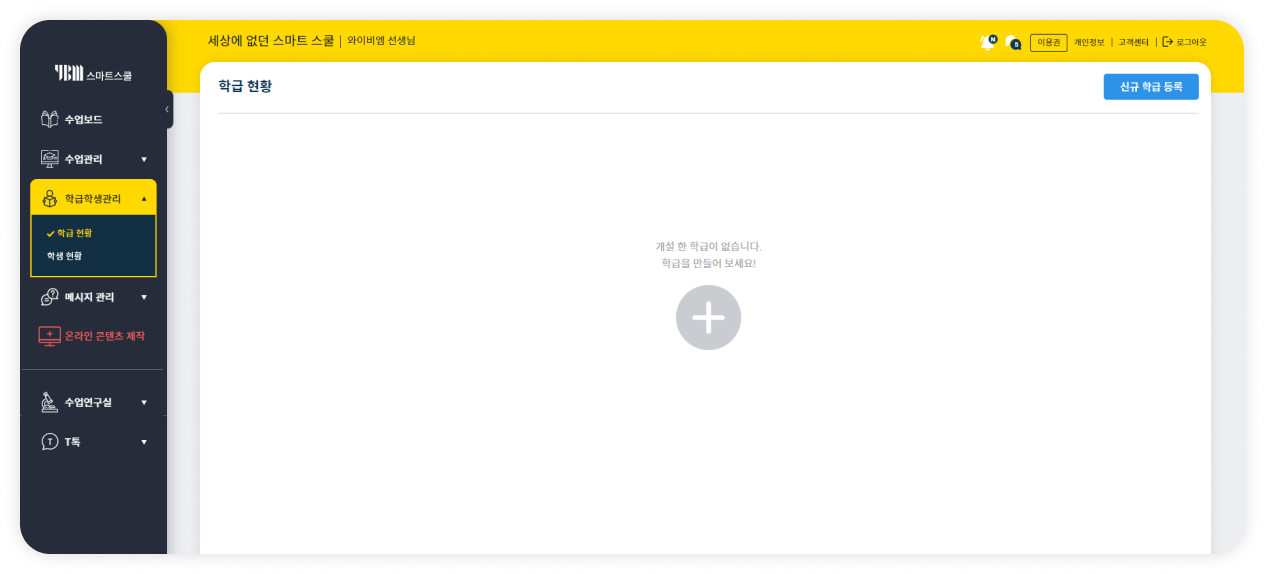 세상에 없던 스마트 스쿨 | 와이비엠 선생님
N
5
이용권
개인정보 | 고객센터 | 로그아웃
YBM 스마트스쿨
수업보드
수업관리
학급학생관리
학급 현황
학생 현황
메시지 관리
온라인 콘텐츠 제작
수업연구실
T톡
학급 현황
신규 학급 등록
개설 한 학급이 없습니다.
학급을 만들어 보세요!